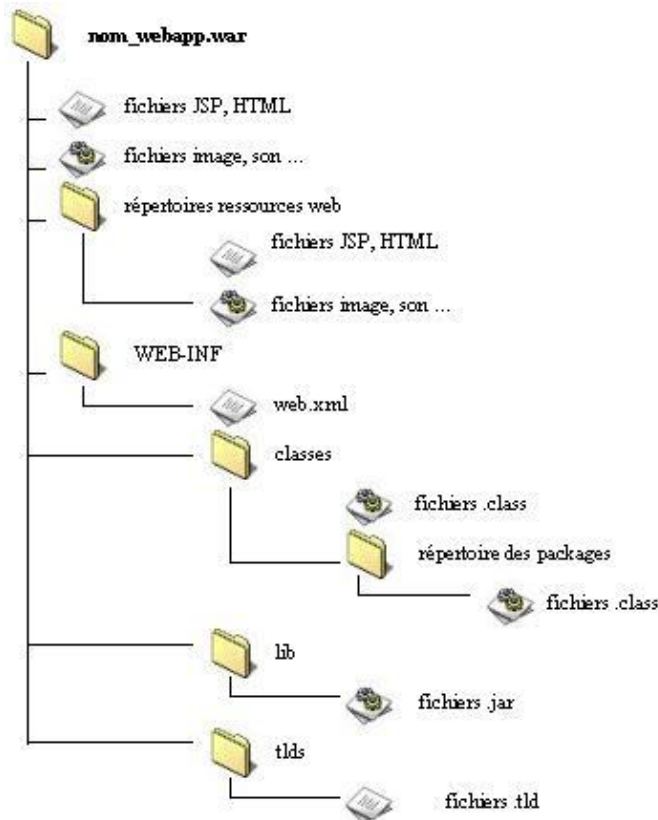 nom_webapp.war
fichiers JSP, HTML
fichiers image, son ...
répertoires ressources web
fichiers JSP, HTML
fichiers image, son ...
WEB-INF
web.xml
classes
fichiers .class
répertoire des packages
fichiers .class
lib
fichiers .jar
tlds
fichiers .tld